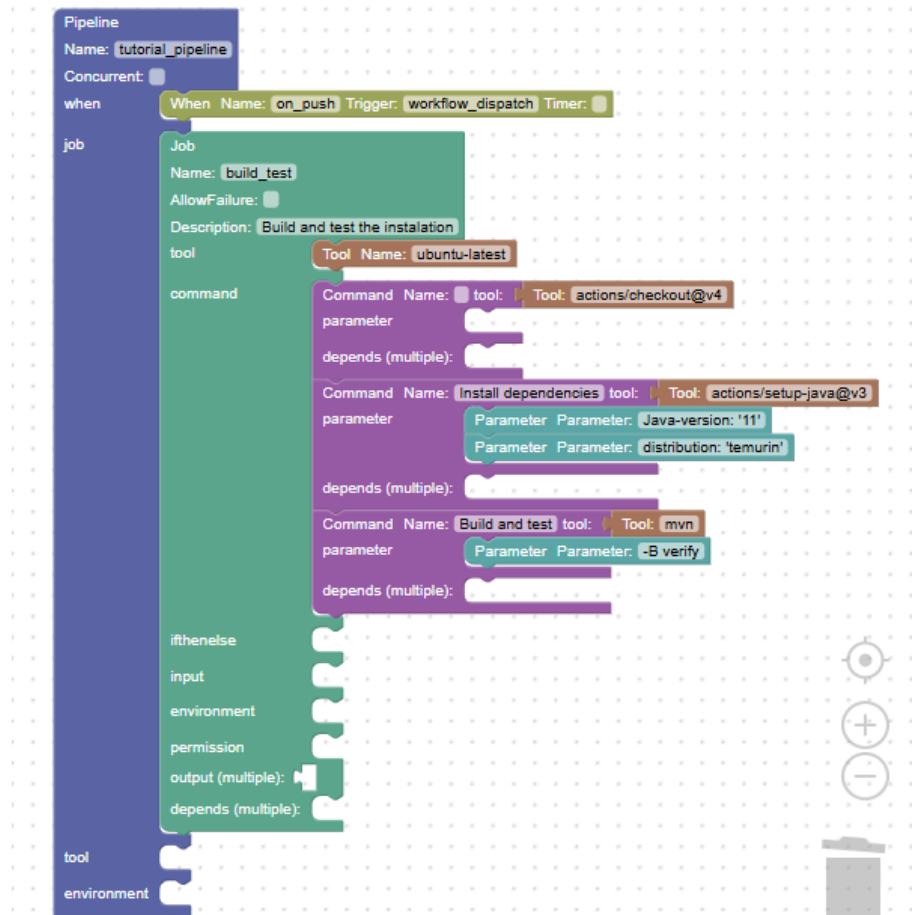 Pipeline
Name: tutorial_pipeline
Concurrent:
when When Name: on_push Trigger: workflow_dispatch Timer:
job Job
Name: build_test
AllowFailure:
Description: Build and test the instalation
tool Tool Name: ubuntu-latest
command Command Name: tool: Tool: actions/checkout@v4
parameter
depends (multiple):
Command Name: Install dependencies tool: Tool: actions/setup-java@v3
parameter Parameter Parameter: Java-version: '11'
Parameter Parameter: distribution: 'temurin'
depends (multiple):
Command Name: Build and test tool: Tool: mvn
parameter Parameter Parameter: -B verify
depends (multiple):
ifthenelse
input
environment
permission
output (multiple):
depends (multiple):
tool
environment